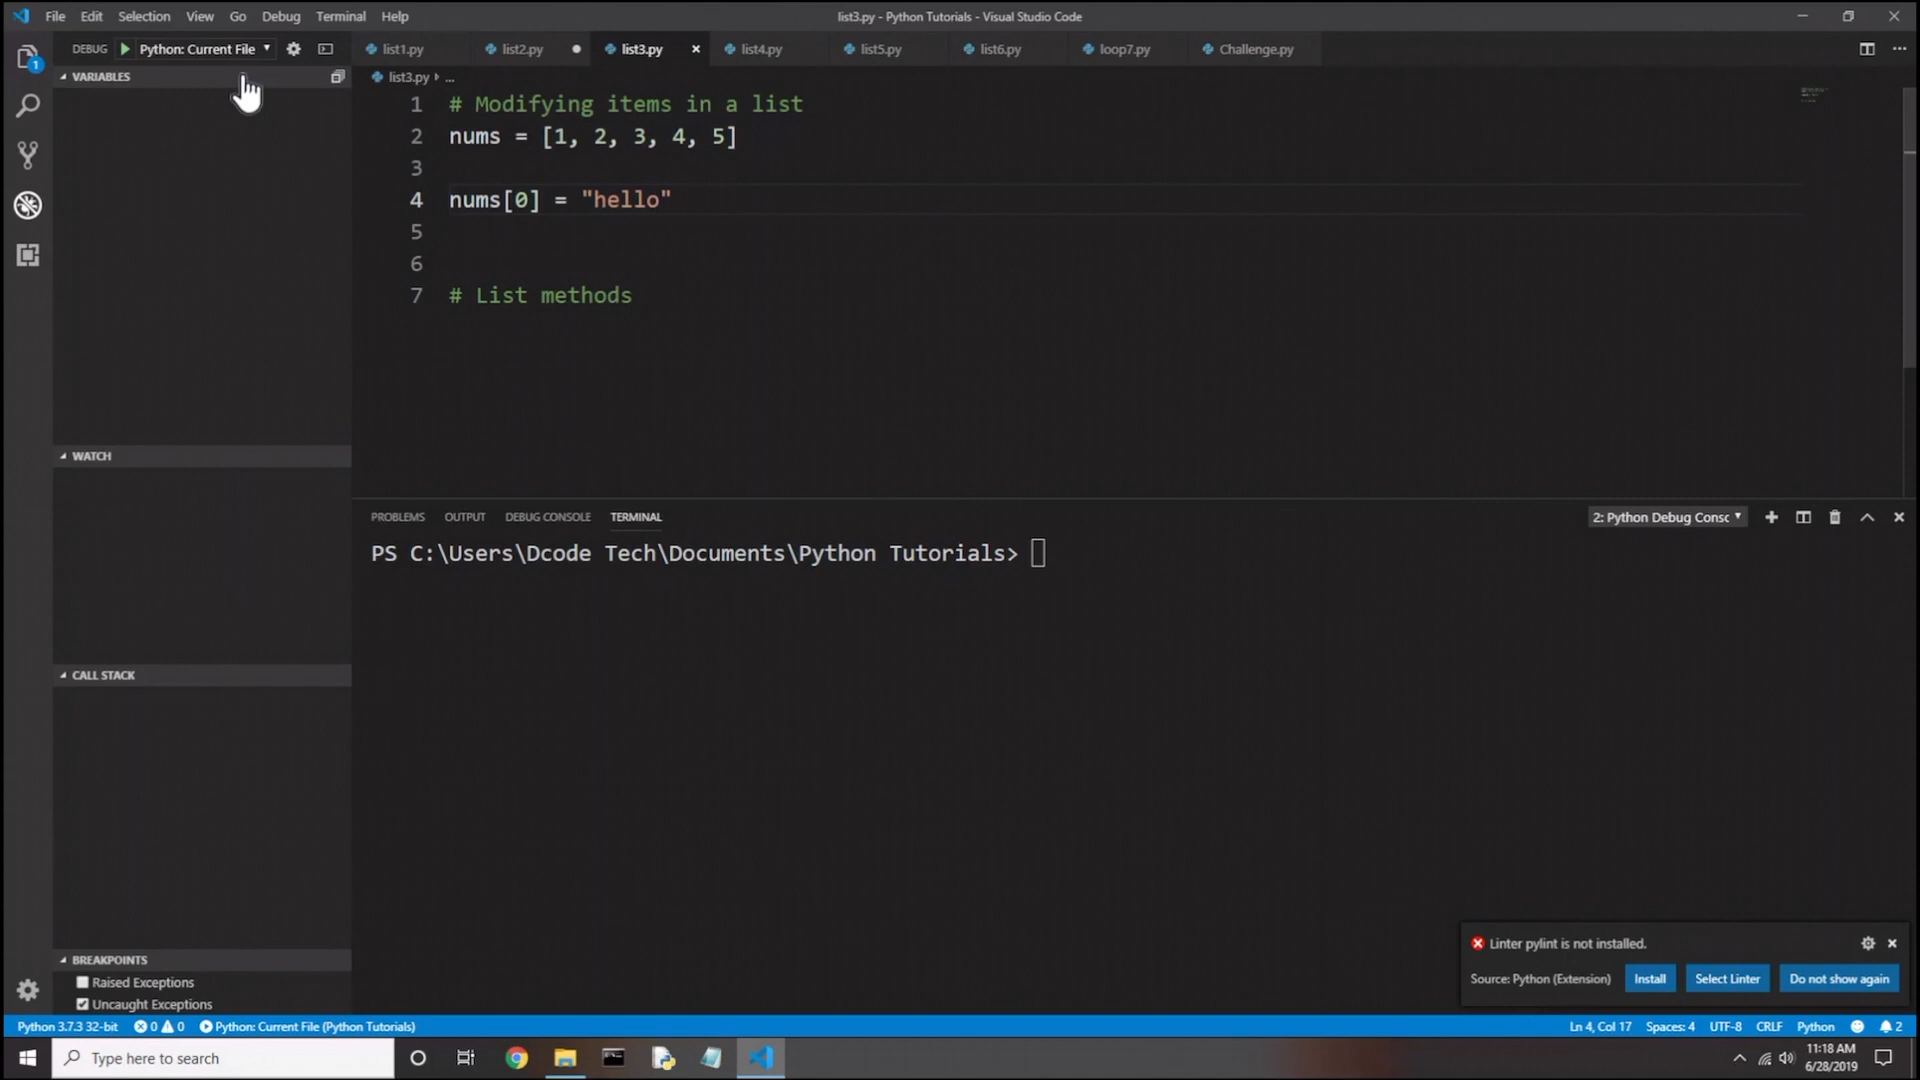 File Edit Selection View Go Debug Terminal Help
list3.py - Python Tutorials - Visual Studio Code
DEBUG Python: Current File
list1.py list2.py list3.py list4.py list5.py list6.py loop7.py Challenge.py
VARIABLES
list3.py ...
1 # Modifying items in a list
2 nums = [1, 2, 3, 4, 5]
3
4 nums[0] = "hello"
5
6
7 # List methods
WATCH
CALL STACK
BREAKPOINTS
Raised Exceptions
Uncaught Exceptions
PROBLEMS OUTPUT DEBUG CONSOLE TERMINAL
2: Python Debug Consc
PS C:\Users\Dcode Tech\Documents\Python Tutorials>
Linter pylint is not installed.
Source: Python (Extension) Install Select Linter Do not show again
1
Python 3.7.3 32-bit 0 0 Python: Current File (Python Tutorials)
Ln 4, Col 17 Spaces: 4 UTF-8 CRLF Python 2
Type here to search
11:18 AM
6/28/2019